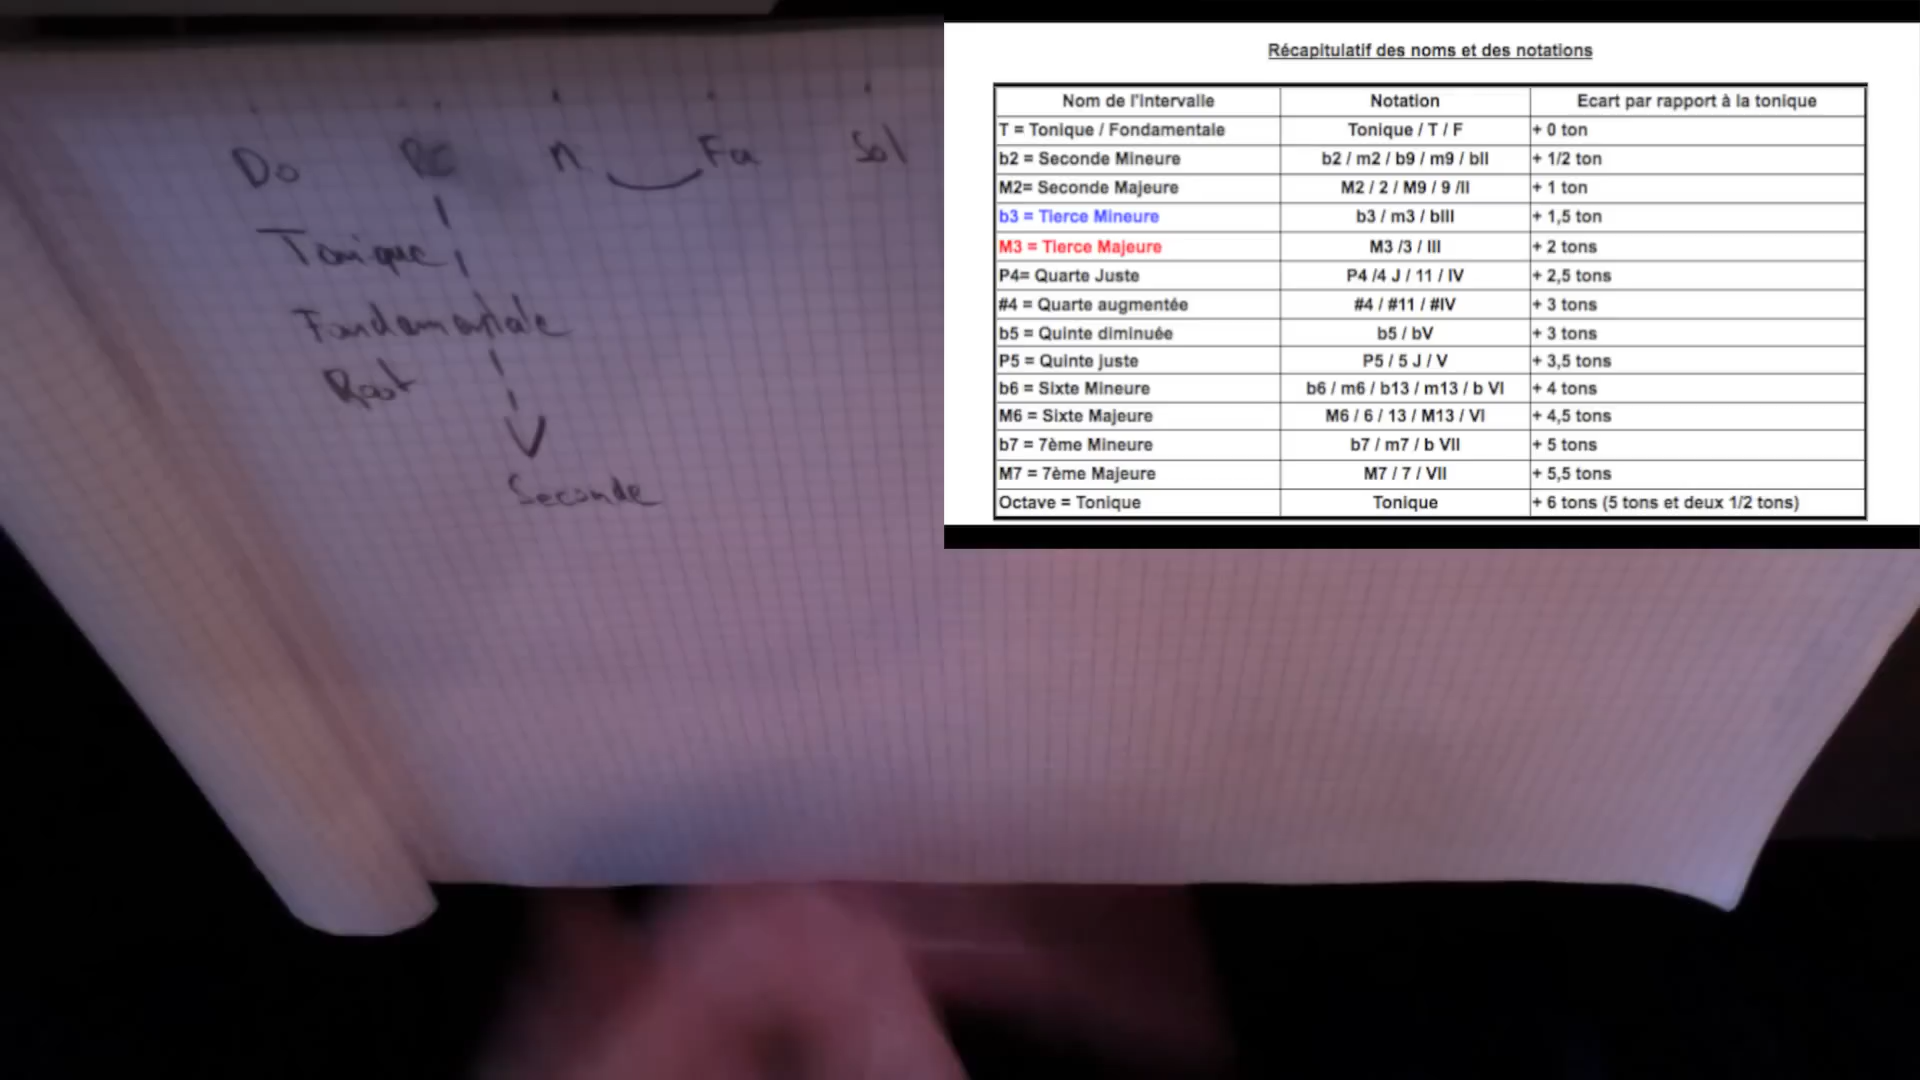 Do Ré Mi Fa Sol
Tonique
Fondamentale
Root
Seconde
Récapitulatif des noms et des notations
Nom de l'Intervalle Notation Ecart par rapport à la tonique
T = Tonique / Fondamentale Tonique / T / F + 0 ton
b2 = Seconde Mineure b2 / m2 / b9 / m9 / bII + 1/2 ton
M2= Seconde Majeure M2 / 2 / M9 / 9 /II + 1 ton
b3 = Tierce Mineure b3 / m3 / bIII + 1,5 ton
M3 = Tierce Majeure M3 /3 / III + 2 tons
P4= Quarte Juste P4 /4 J / 11 / IV + 2,5 tons
#4 = Quarte augmentée #4 / #11 / #IV + 3 tons
b5 = Quinte diminuée b5 / bV + 3 tons
P5 = Quinte juste P5 / 5 J / V + 3,5 tons
b6 = Sixte Mineure b6 / m6 / b13 / m13 / b VI + 4 tons
M6 = Sixte Majeure M6 / 6 / 13 / M13 / VI + 4,5 tons
b7 = 7ème Mineure b7 / m7 / b VII + 5 tons
M7 = 7ème Majeure M7 / 7 / VII + 5,5 tons
Octave = Tonique Tonique + 6 tons (5 tons et deux 1/2 tons)